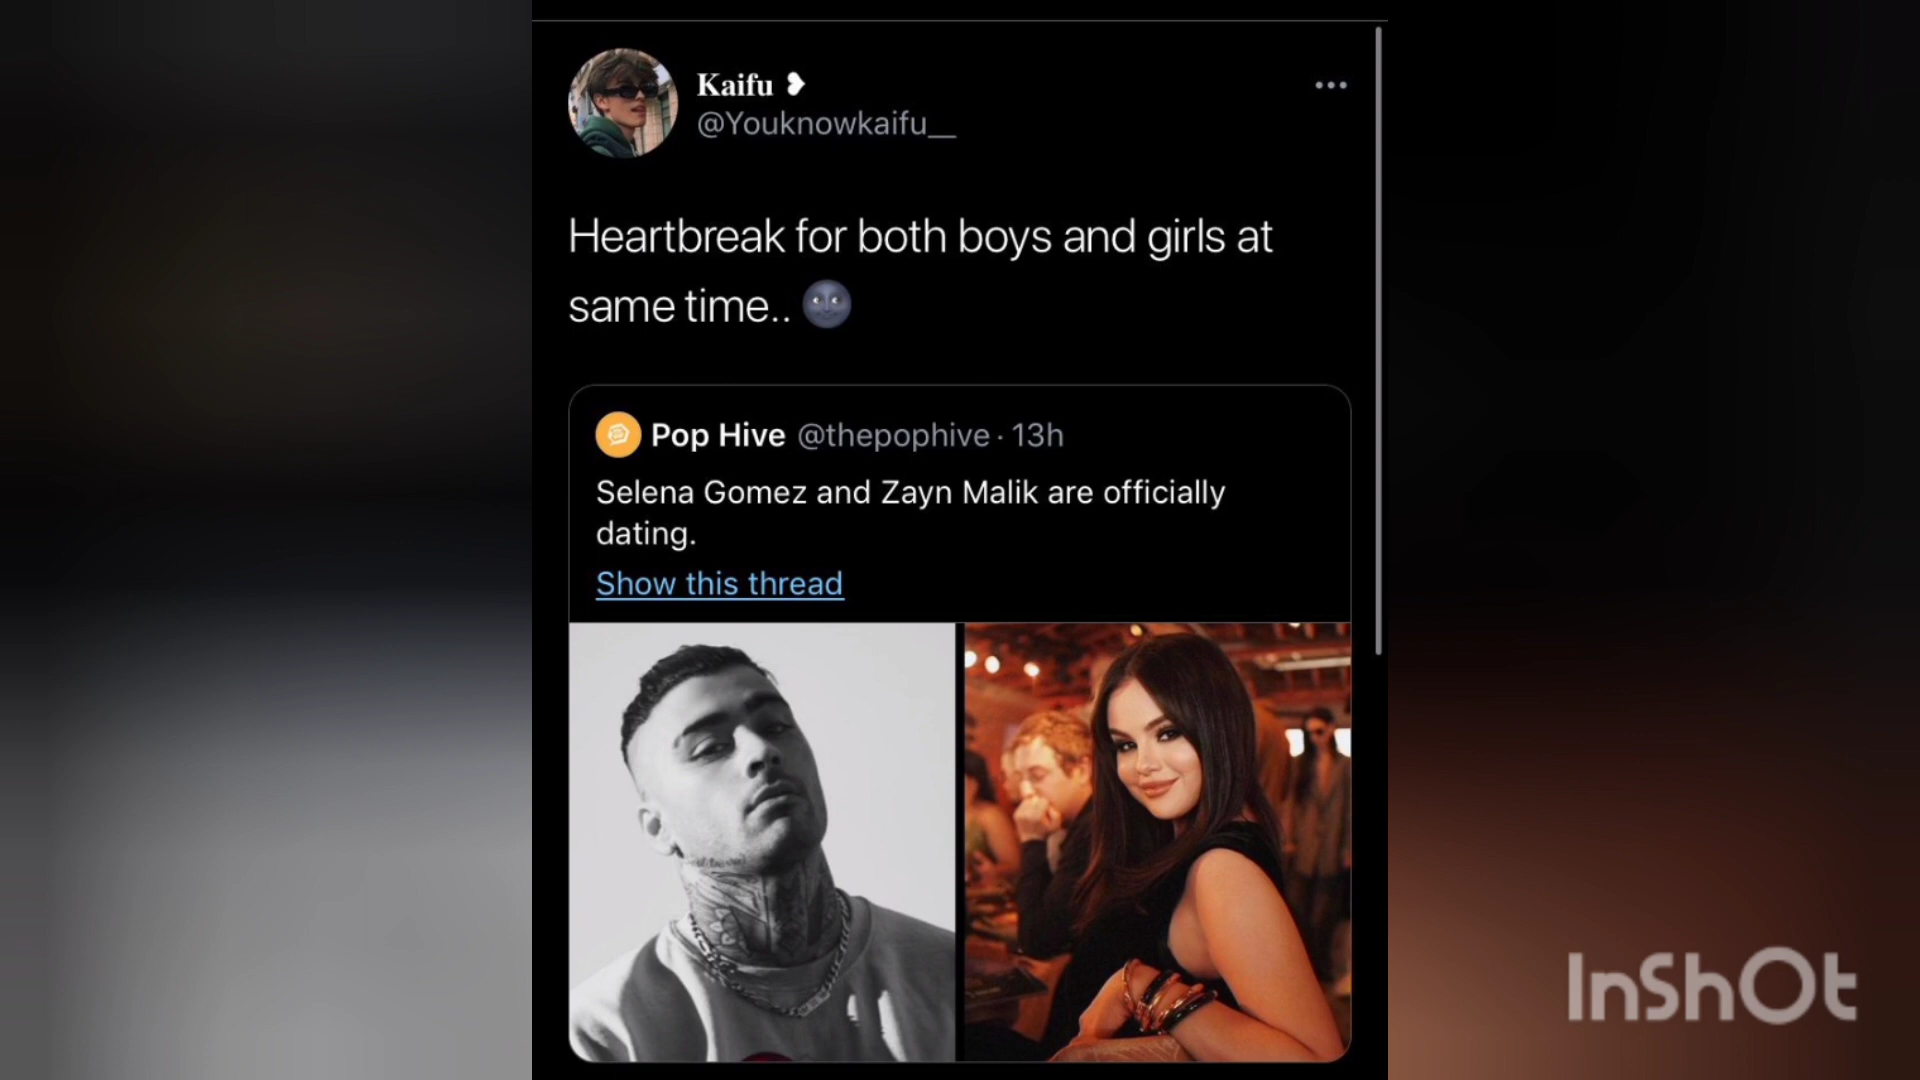 Kaifu ❥
@Youknowkaifu__
Heartbreak for both boys and girls at
same time.. 🌚
Pop Hive @thepophive · 13h
Selena Gomez and Zayn Malik are officially
dating.
Show this thread
InShOt